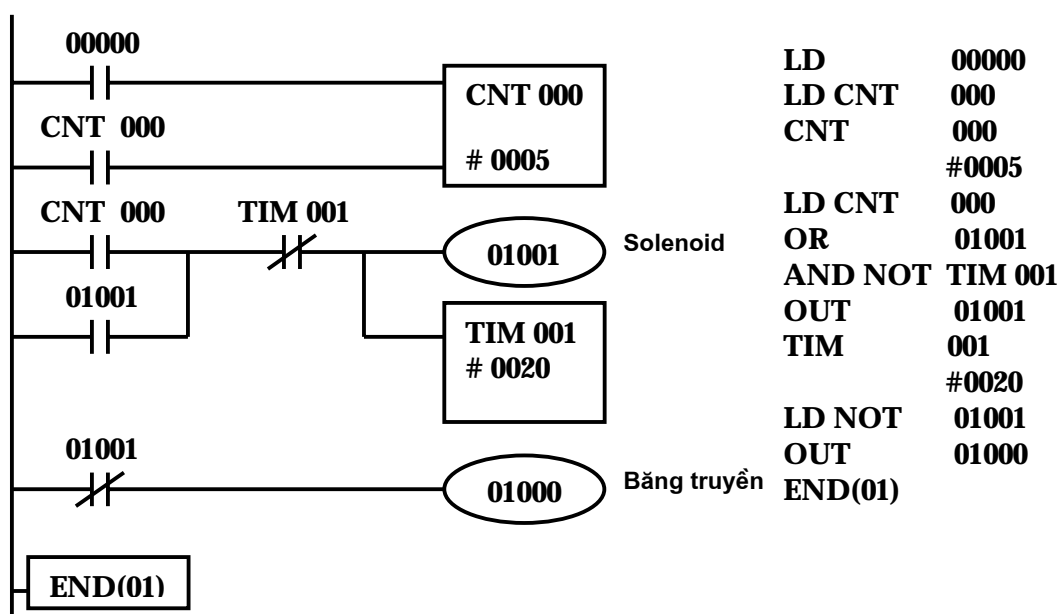 00000
CNT 000
# 0005
CNT 000
CNT 000
TIM 001
01001
Solenoid
01001
TIM 001
# 0020
01001
01000
Băng truyền
END(01)
LD 00000
LD CNT 000
CNT 000
#0005
LD CNT 000
OR 01001
AND NOT TIM 001
OUT 01001
TIM 001
#0020
LD NOT 01001
OUT 01000
END(01)